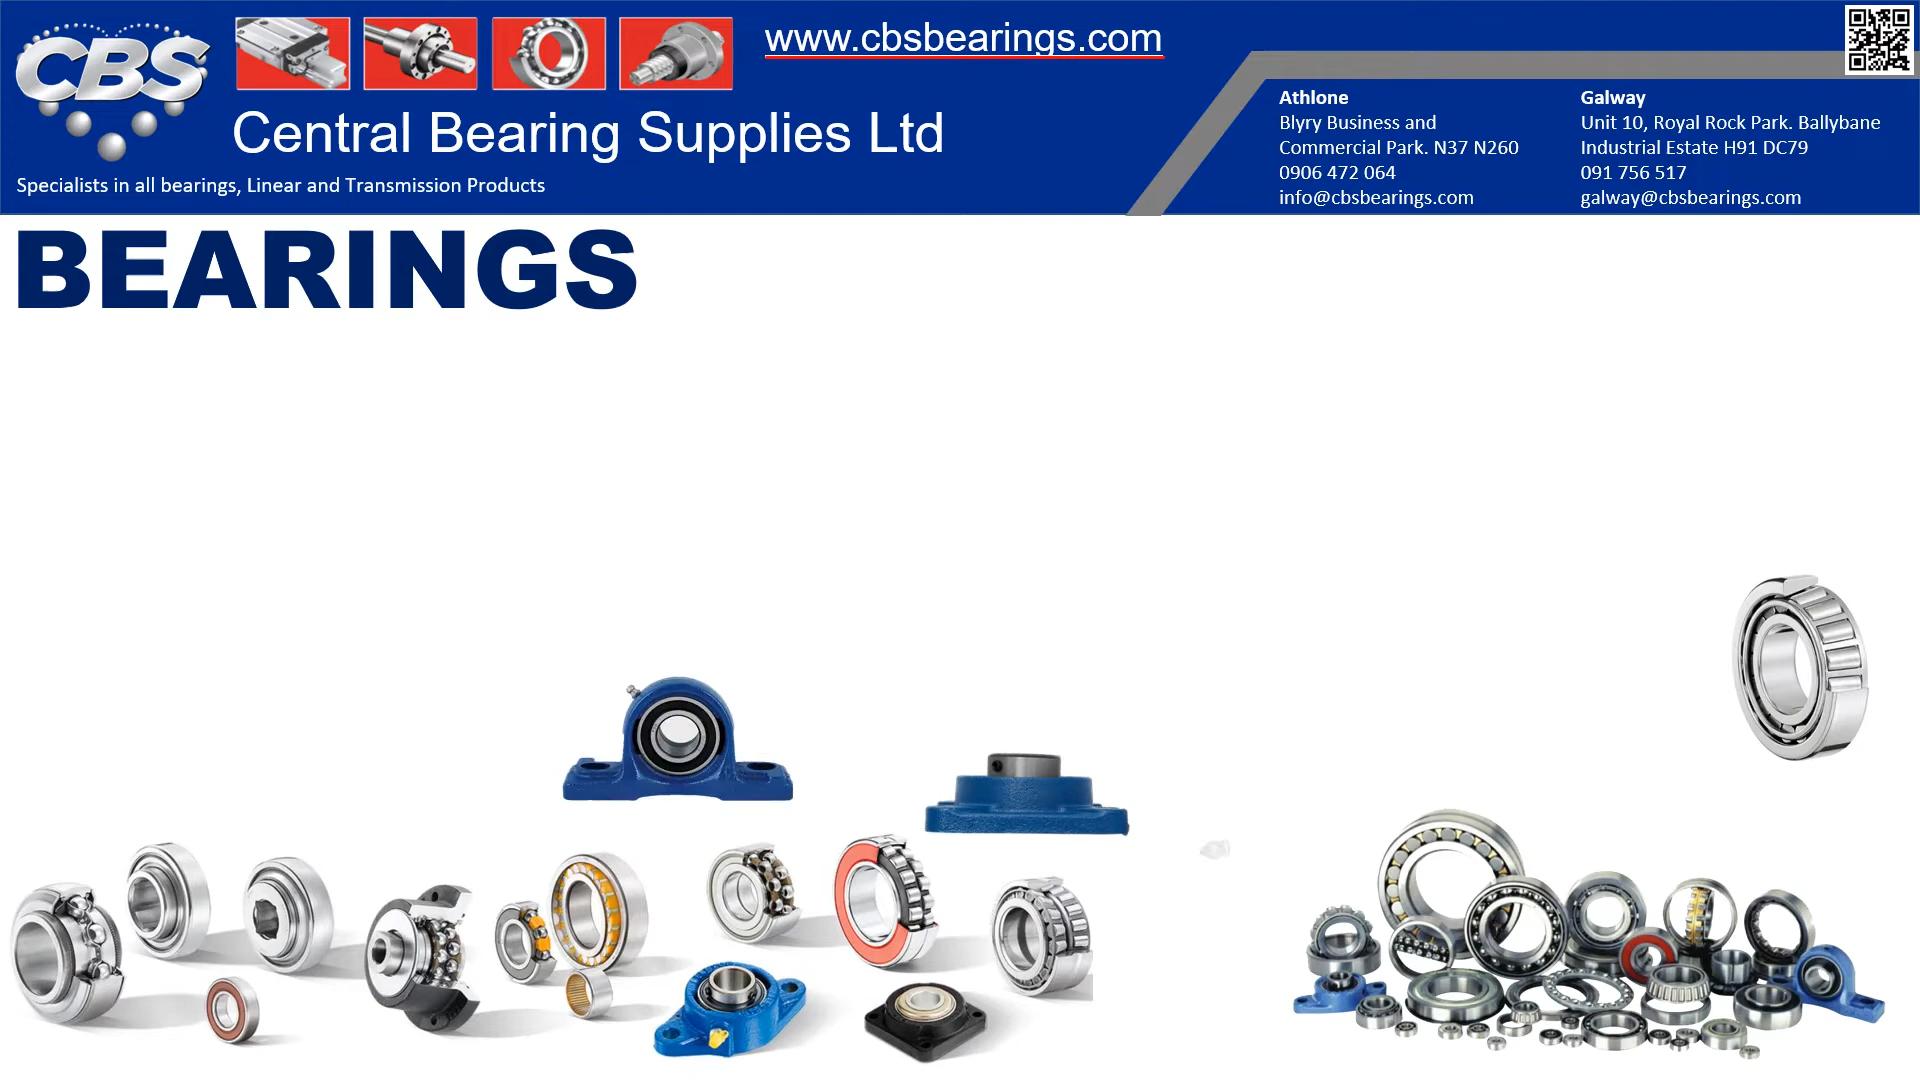 CBS
www.cbsbearings.com
Central Bearing Supplies Ltd
Specialists in all bearings, Linear and Transmission Products
Athlone
Blyry Business and
Commercial Park. N37 N260
0906 472 064
info@cbsbearings.com
Galway
Unit 10, Royal Rock Park. Ballybane
Industrial Estate H91 DC79
091 756 517
galway@cbsbearings.com
BEARINGS